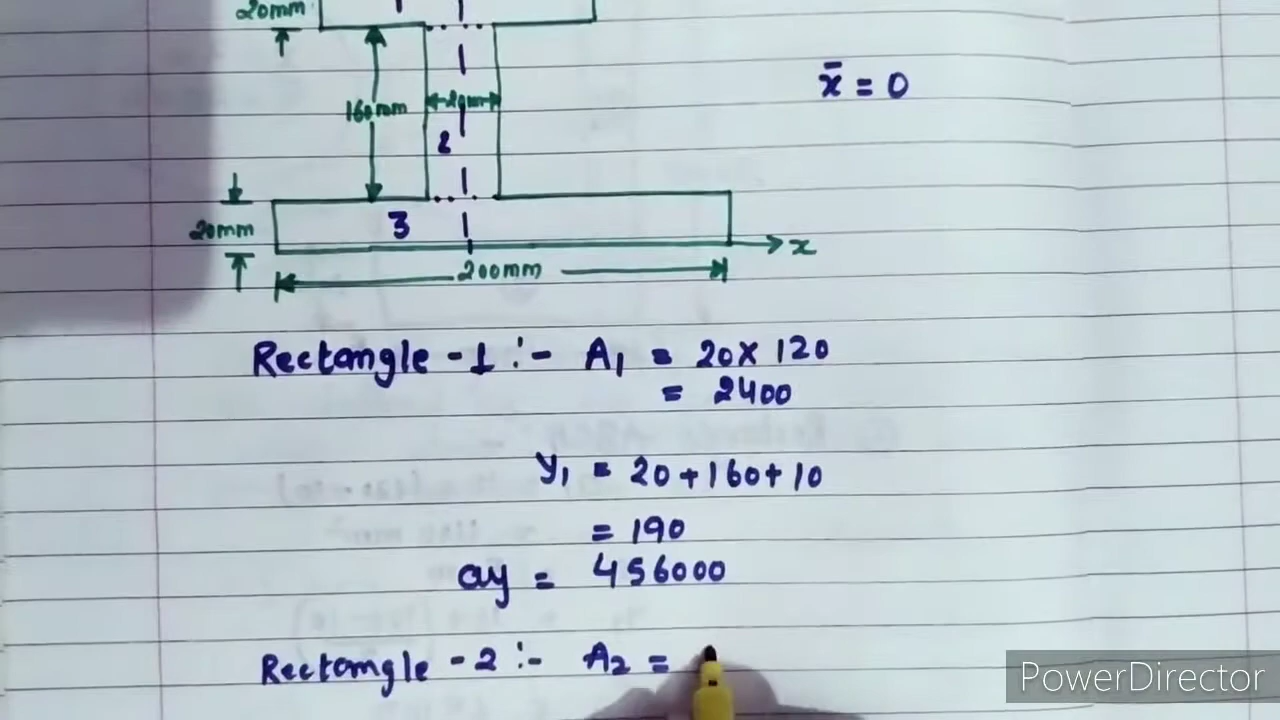 20mm
1
x̄ = 0
160mm
20mm
2
20mm
3
x
200mm
Rectangle - 1 :- A₁ = 20 x 120
= 2400
y₁ = 20 + 160 + 10
= 190
ay = 456000
Rectangle - 2 :- A₂ =
PowerDirector